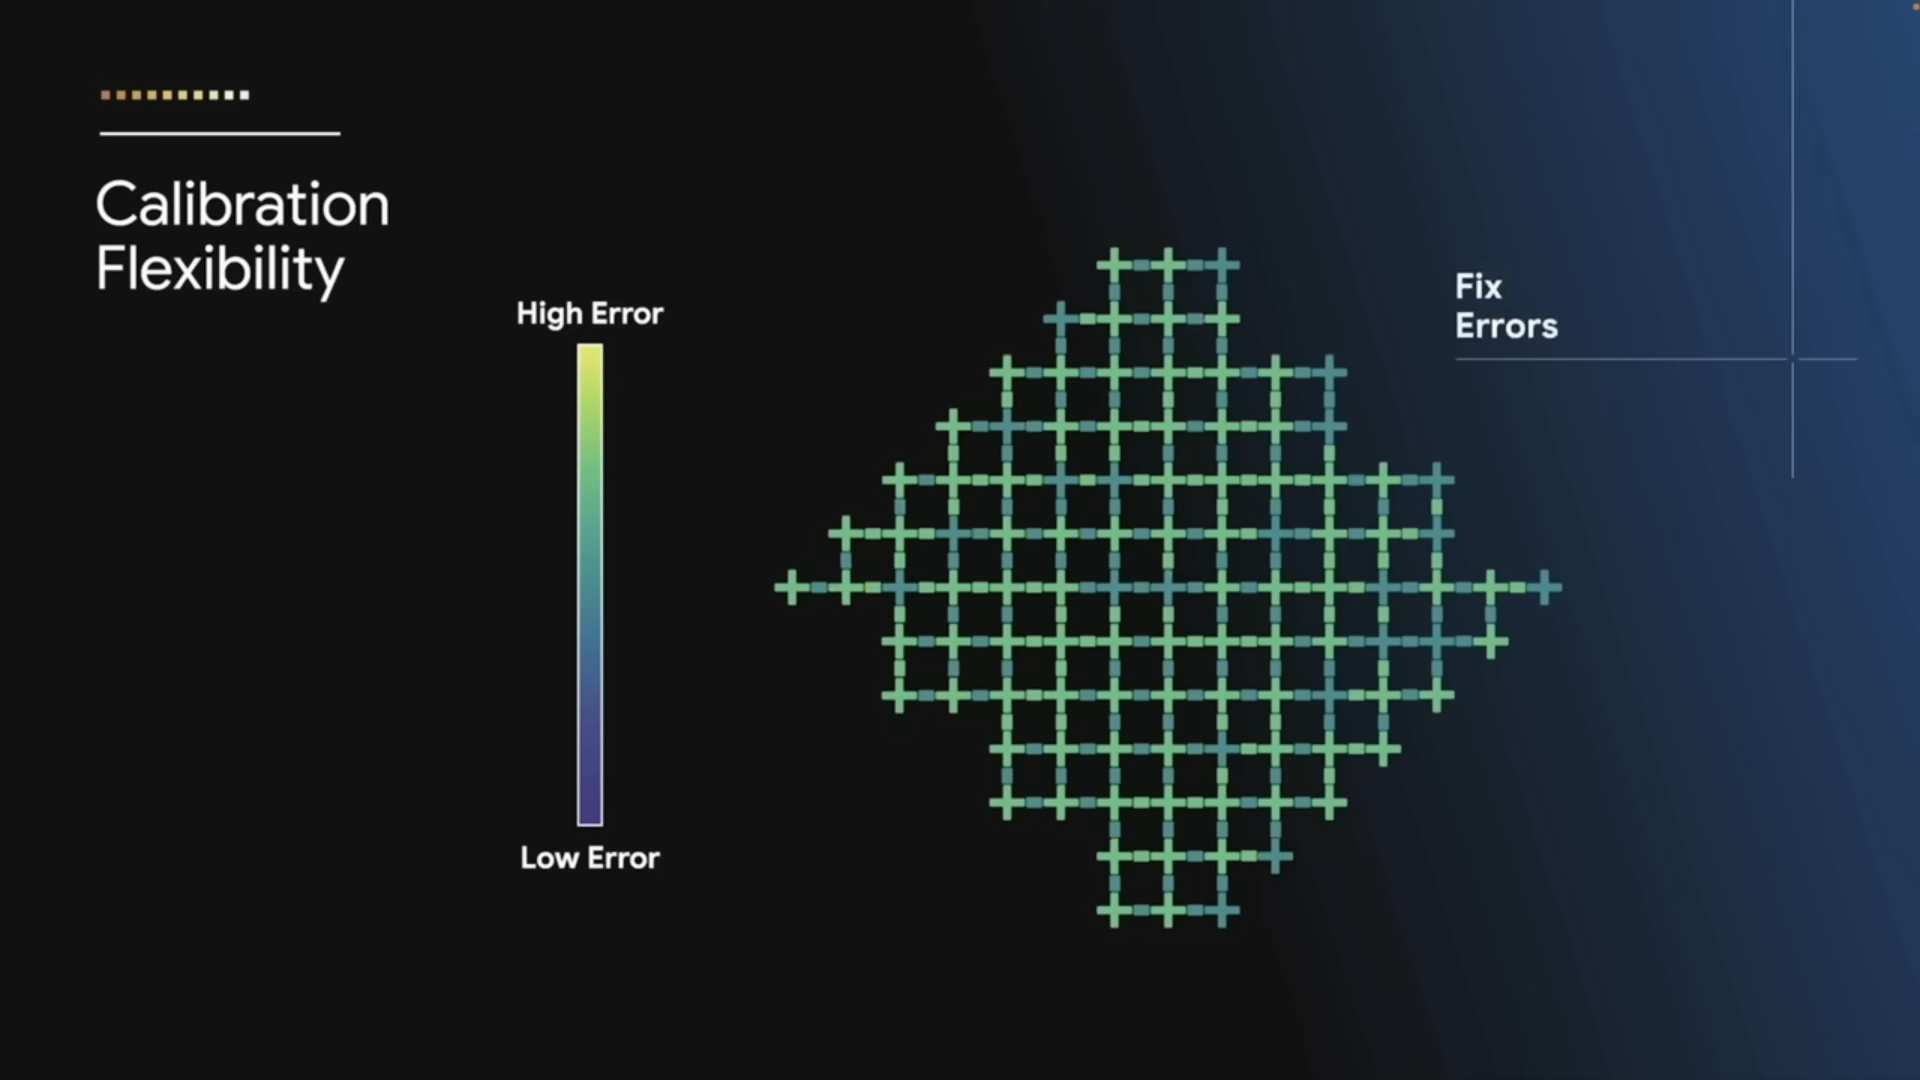 Calibration
Flexibility
High Error
Low Error
Fix
Errors